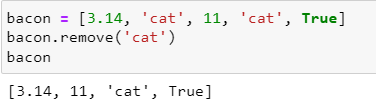 bacon = [3.14, 'cat', 11, 'cat', True]
bacon.remove('cat')
bacon
[3.14, 11, 'cat', True]